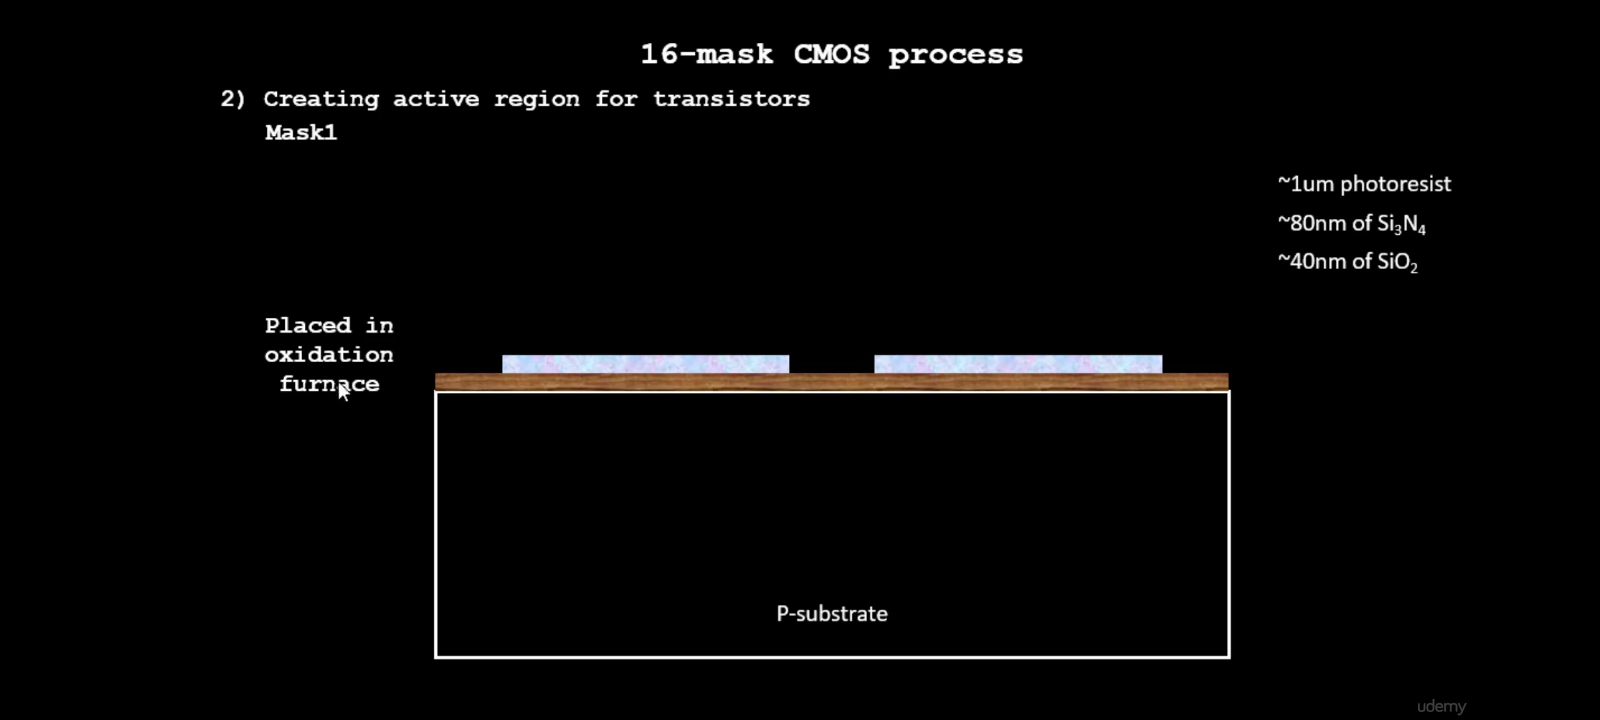 16-mask CMOS process
2) Creating active region for transistors
Mask1
~1um photoresist
~80nm of Si₃N₄
~40nm of SiO₂
Placed in
oxidation
furnace
P-substrate
udemy